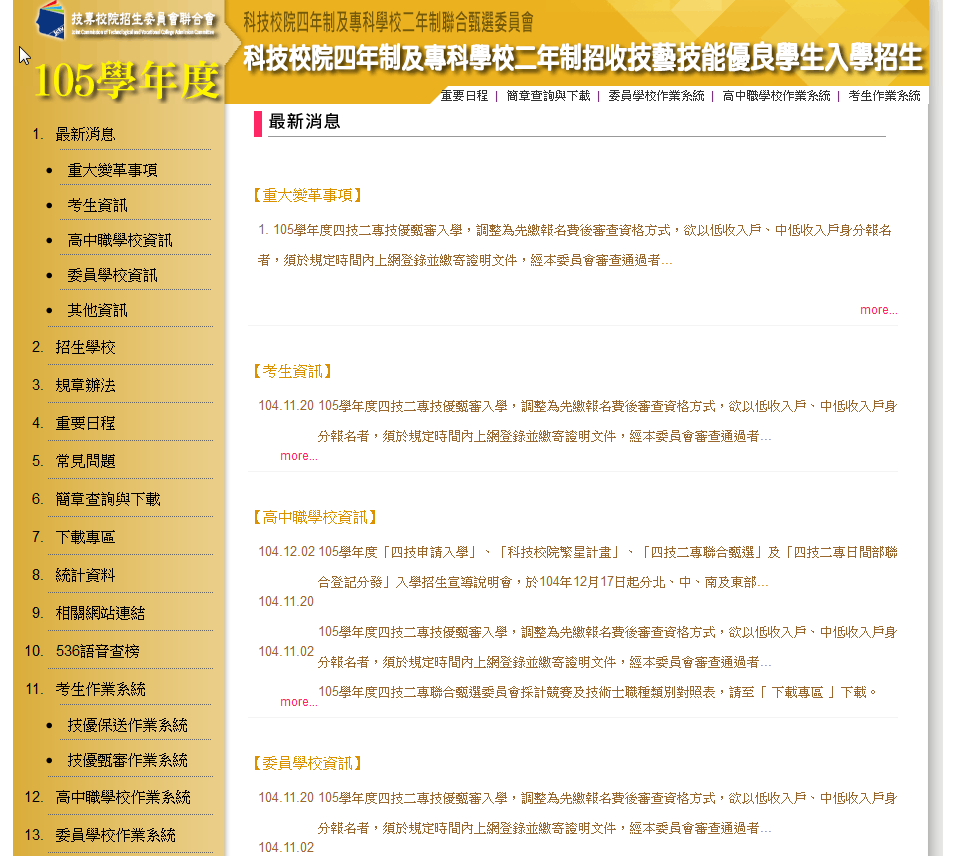 技專校院招生委員會聯合會
Joint Commission of Technological and Vocational College Admission Committee
105學年度
科技校院四年制及專科學校二年制聯合甄選委員會
科技校院四年制及專科學校二年制招收技藝技能優良學生入學招生
重要日程 | 簡章查詢與下載 | 委員學校作業系統 | 高中職學校作業系統 | 考生作業系統
1. 最新消息
• 重大變革事項
• 考生資訊
• 高中職學校資訊
• 委員學校資訊
• 其他資訊
2. 招生學校
3. 規章辦法
4. 重要日程
5. 常見問題
6. 簡章查詢與下載
7. 下載專區
8. 統計資料
9. 相關網站連結
10. 536語音查榜
11. 考生作業系統
• 技優保送作業系統
• 技優甄審作業系統
12. 高中職學校作業系統
13. 委員學校作業系統
最新消息
【重大變革事項】
1. 105學年度四技二專技優甄審入學，調整為先繳報名費後審查資格方式，欲以低收入戶、中低收入戶身分報名
者，須於規定時間內上網登錄並繳寄證明文件，經本委員會審查通過者...
more...
【考生資訊】
104.11.20 105學年度四技二專技優甄審入學，調整為先繳報名費後審查資格方式，欲以低收入戶、中低收入戶身
分報名者，須於規定時間內上網登錄並繳寄證明文件，經本委員會審查通過者...
more...
【高中職學校資訊】
104.12.02 105學年度「四技申請入學」、「科技校院繁星計畫」、「四技二專聯合甄選」及「四技二專日間部聯
合登記分發」入學招生宣導說明會，於104年12月17日起分北、中、南及東部...
104.11.20
105學年度四技二專技優甄審入學，調整為先繳報名費後審查資格方式，欲以低收入戶、中低收入戶身
104.11.02
分報名者，須於規定時間內上網登錄並繳寄證明文件，經本委員會審查通過者...
105學年度四技二專聯合甄選委員會採計競賽及技術士職種類別對照表，請至「 下載專區 」下載。
more...
【委員學校資訊】
104.11.20 105學年度四技二專技優甄審入學，調整為先繳報名費後審查資格方式，欲以低收入戶、中低收入戶身
分報名者，須於規定時間內上網登錄並繳寄證明文件，經本委員會審查通過者...
104.11.02